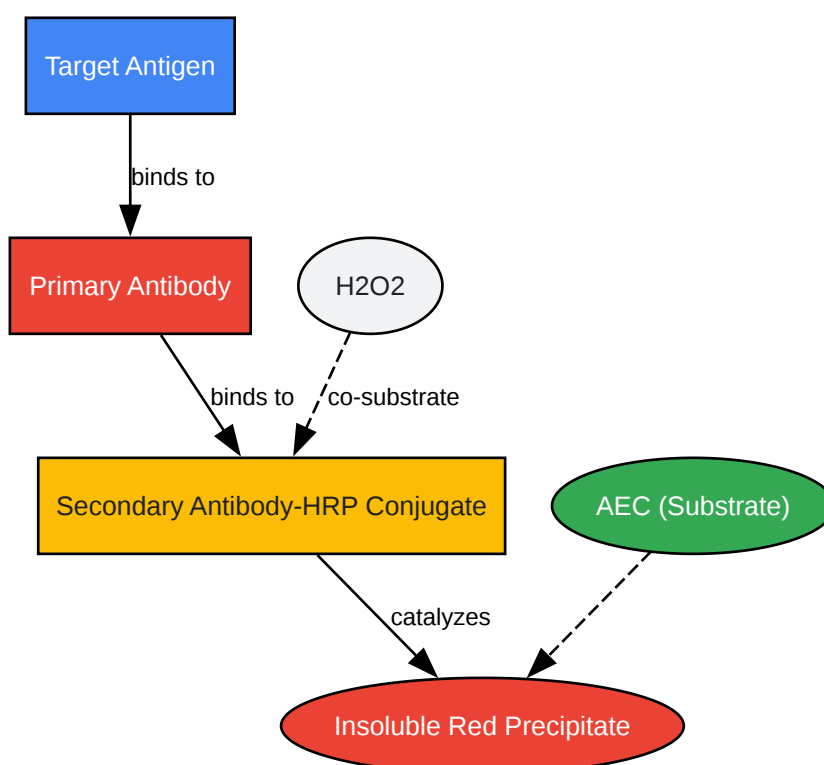 Target Antigen
binds to
Primary Antibody
H2O2
binds to
co-substrate
Secondary Antibody-HRP Conjugate
AEC (Substrate)
catalyzes
Insoluble Red Precipitate